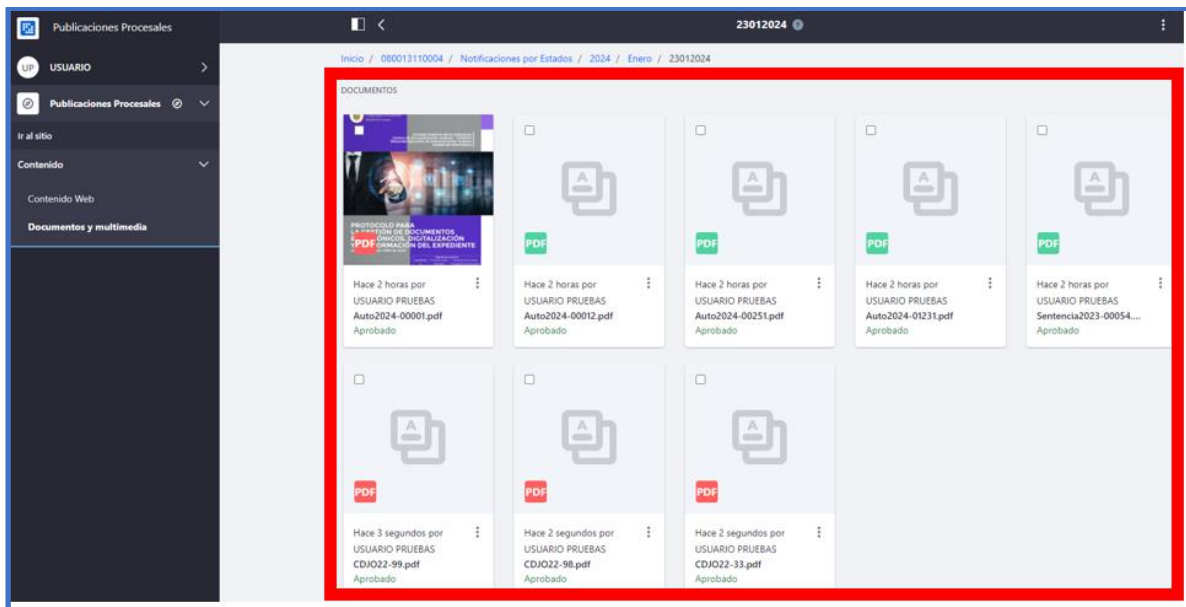 Publicaciones Procesales
23012024
UP USUARIO
Inicio / 080013110004 / Notificaciones por Estados / 2024 / Enero / 23012024
Publicaciones Procesales
Ir al sitio
Contenido
Contenido Web
Documentos y multimedia
DOCUMENTOS
PROTOCOLO PARA
DIGITALIZACIÓN
DEL EXPEDIENTE
PDF
PDF
PDF
PDF
PDF
Hace 2 horas por
USUARIO PRUEBAS
Auto2024-00001.pdf
Aprobado
Hace 2 horas por
USUARIO PRUEBAS
Auto2024-00012.pdf
Aprobado
Hace 2 horas por
USUARIO PRUEBAS
Auto2024-00251.pdf
Aprobado
Hace 2 horas por
USUARIO PRUEBAS
Auto2024-01231.pdf
Aprobado
Hace 2 horas por
USUARIO PRUEBAS
Sentencia2023-00054....
Aprobado
PDF
PDF
PDF
Hace 3 segundos por
USUARIO PRUEBAS
CDJO22-99.pdf
Aprobado
Hace 2 segundos por
USUARIO PRUEBAS
CDJO22-98.pdf
Aprobado
Hace 2 segundos por
USUARIO PRUEBAS
CDJO22-33.pdf
Aprobado